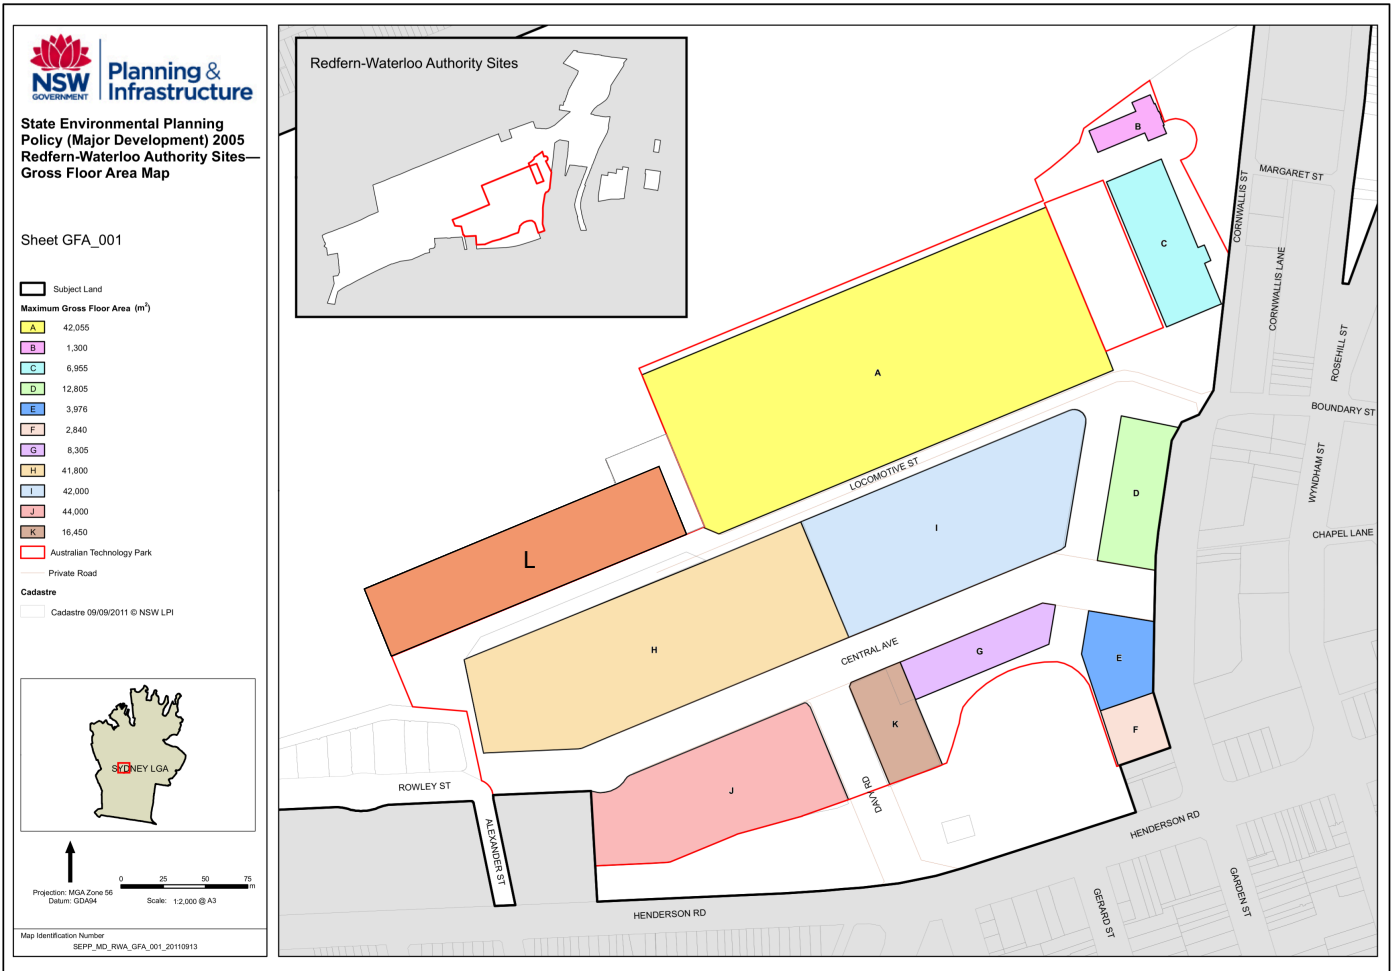 NSW
GOVERNMENT
Planning &
Infrastructure
State Environmental Planning
Policy (Major Development) 2005
Redfern-Waterloo Authority Sites—
Gross Floor Area Map
Sheet GFA_001
Subject Land
Maximum Gross Floor Area (m²)
A 42,055
B 1,300
C 6,955
D 12,805
E 3,976
F 2,840
G 8,305
H 41,800
I 42,000
J 44,000
K 16,450
Australian Technology Park
Private Road
Cadastre
Cadastre 09/09/2011 © NSW LPI
SYDNEY LGA
0 25 50 75
m
Projection: MGA Zone 56
Datum: GDA94
Scale: 1:2,000 @ A3
Map Identification Number
SEPP_MD_RWA_GFA_001_20110913
Redfern-Waterloo Authority Sites
B
C
A
D
I
L
H
G
E
K
F
J
LOCOMOTIVE ST
CENTRAL AVE
DAVY RD
ROWLEY ST
ALEXANDER ST
HENDERSON RD
HENDERSON RD
GERARD ST
GARDEN ST
CORNWALLIS ST
MARGARET ST
CORNWALLIS LANE
ROSEHILL ST
BOUNDARY ST
WYNDHAM ST
CHAPEL LANE